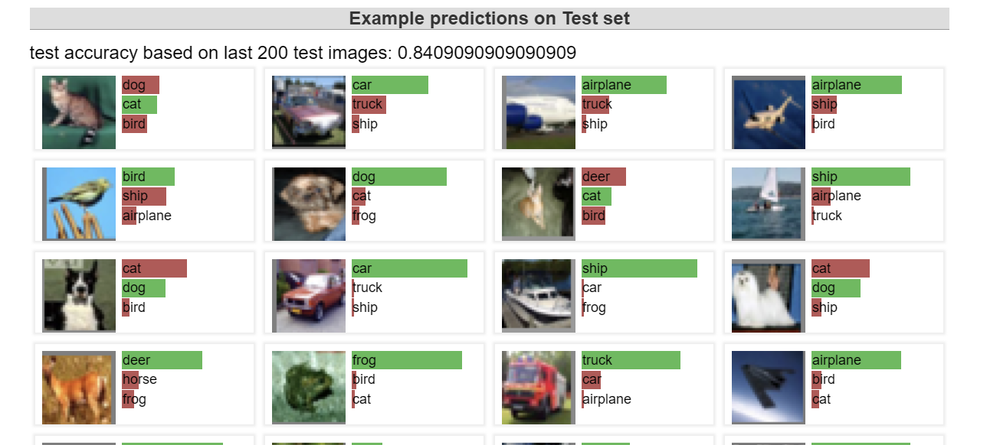 Example predictions on Test set
test accuracy based on last 200 test images: 0.8409090909090909
dog
cat
bird
car
truck
ship
airplane
truck
ship
airplane
ship
bird
bird
ship
airplane
dog
cat
frog
deer
cat
bird
ship
airplane
truck
cat
dog
bird
car
truck
ship
ship
car
frog
cat
dog
ship
deer
horse
frog
frog
bird
cat
truck
car
airplane
airplane
bird
cat